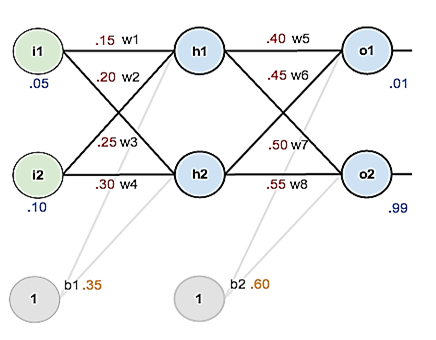 i1 .15 w1 h1 .40 w5 o1
.05 .20 w2 .45 w6 .01
.25 w3 .50 w7
i2 .30 w4 h2 .55 w8 o2
.10 .99
1 b1 .35 1 b2 .60